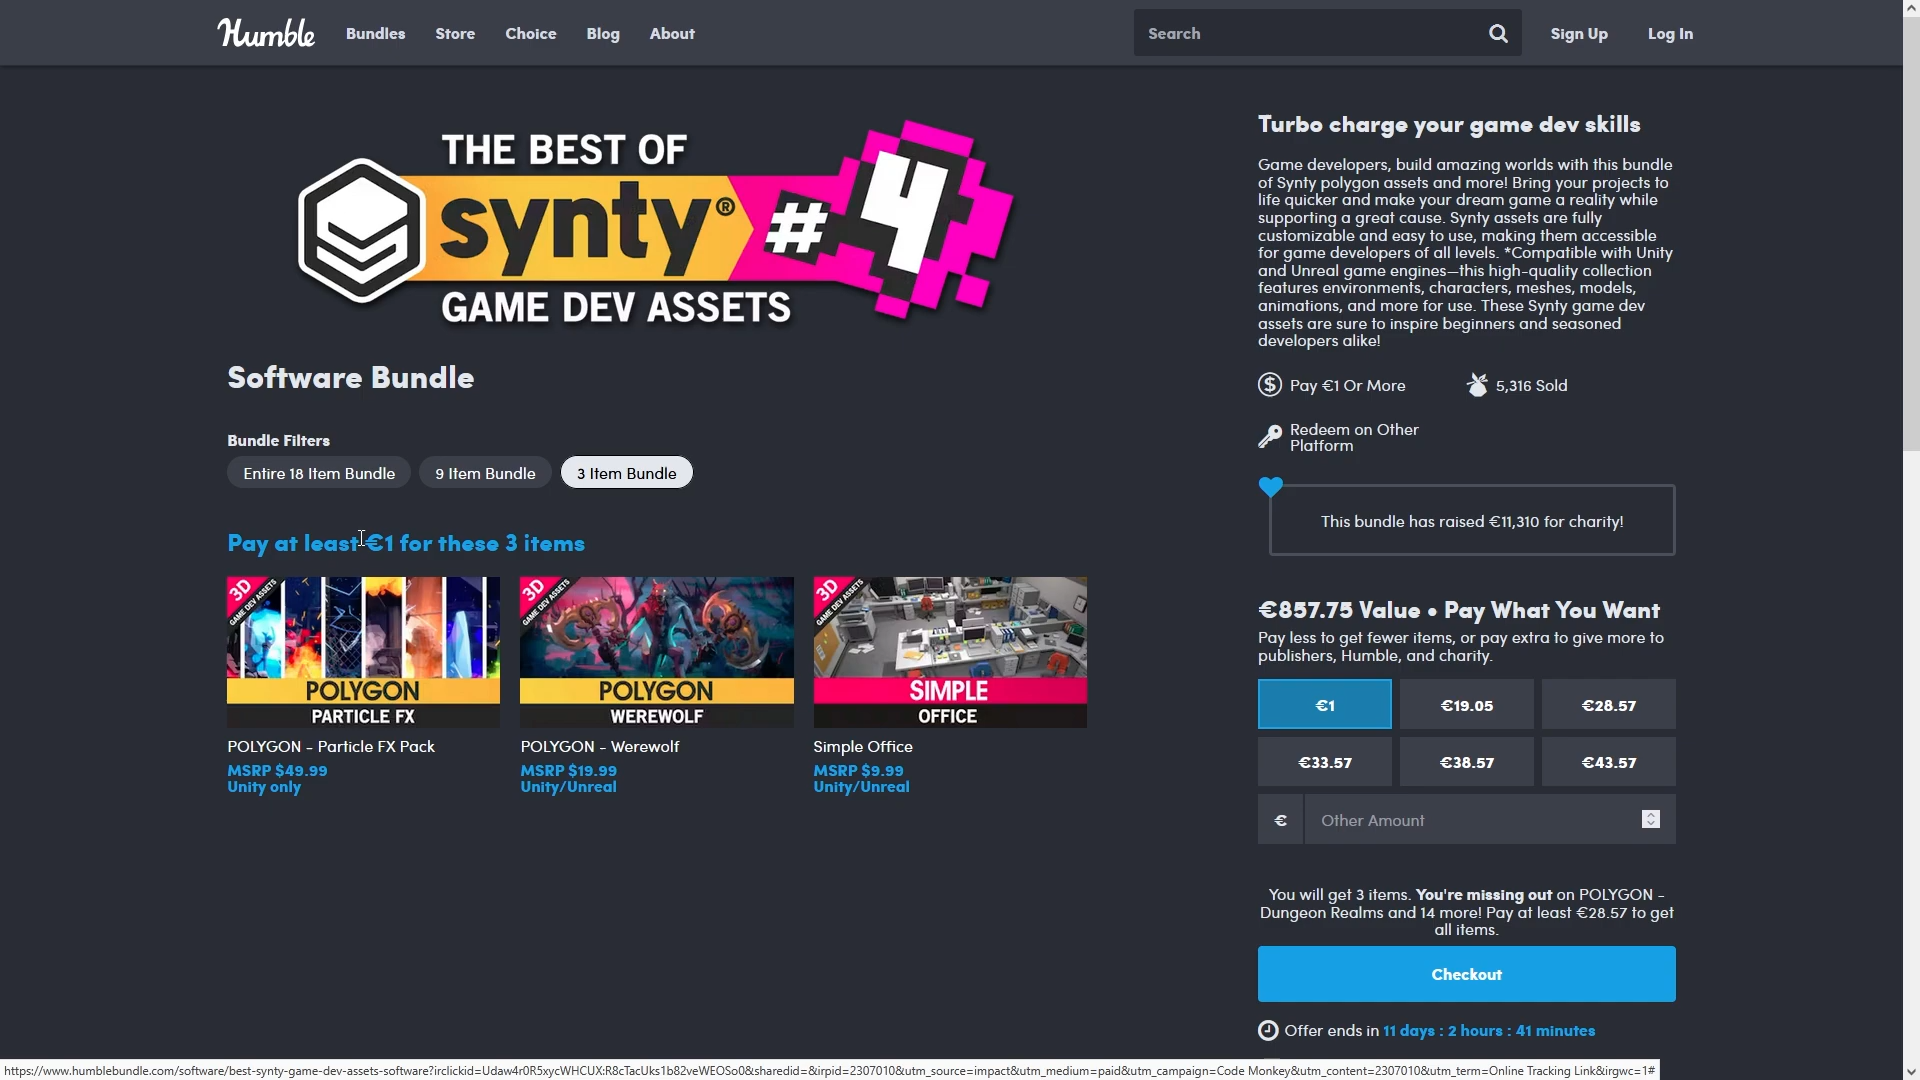 Humble
Bundles
Store
Choice
Blog
About
Search
Sign Up
Log In
THE BEST OF
synty®
#4
GAME DEV ASSETS
Turbo charge your game dev skills
Game developers, build amazing worlds with this bundle
of Synty polygon assets and more! Bring your projects to
life quicker and make your dream game a reality while
supporting a great cause. Synty assets are fully
customizable and easy to use, making them accessible
for game developers of all levels. *Compatible with Unity
and Unreal game engines—this high-quality collection
features environments, characters, meshes, models,
animations, and more for use. These Synty game dev
assets are sure to inspire beginners and seasoned
developers alike!
Pay €1 Or More
5,316 Sold
Redeem on Other
Platform
This bundle has raised €11,310 for charity!
Software Bundle
Bundle Filters
Entire 18 Item Bundle
9 Item Bundle
3 Item Bundle
Pay at least €1 for these 3 items
3D
GAME DEV ASSETS
POLYGON
PARTICLE FX
POLYGON - Particle FX Pack
MSRP $49.99
Unity only
3D
GAME DEV ASSETS
POLYGON
WEREWOLF
POLYGON - Werewolf
MSRP $19.99
Unity/Unreal
3D
GAME DEV ASSETS
SIMPLE
OFFICE
Simple Office
MSRP $9.99
Unity/Unreal
€857.75 Value • Pay What You Want
Pay less to get fewer items, or pay extra to give more to
publishers, Humble, and charity.
€1
€19.05
€28.57
€33.57
€38.57
€43.57
€
Other Amount
You will get 3 items. You're missing out on POLYGON -
Dungeon Realms and 14 more! Pay at least €28.57 to get
all items.
Checkout
Offer ends in 11 days : 2 hours : 41 minutes
https://www.humblebundle.com/software/best-synty-game-dev-assets-software?irclickid=Udaw4r0R5xycWHCUX:R8cTacUks1b82veWEOSo0&sharedid=&irpid=2307010&utm_source=impact&utm_medium=paid&utm_campaign=Code Monkey&utm_content=2307010&utm_term=Online Tracking Link&irgwc=1#